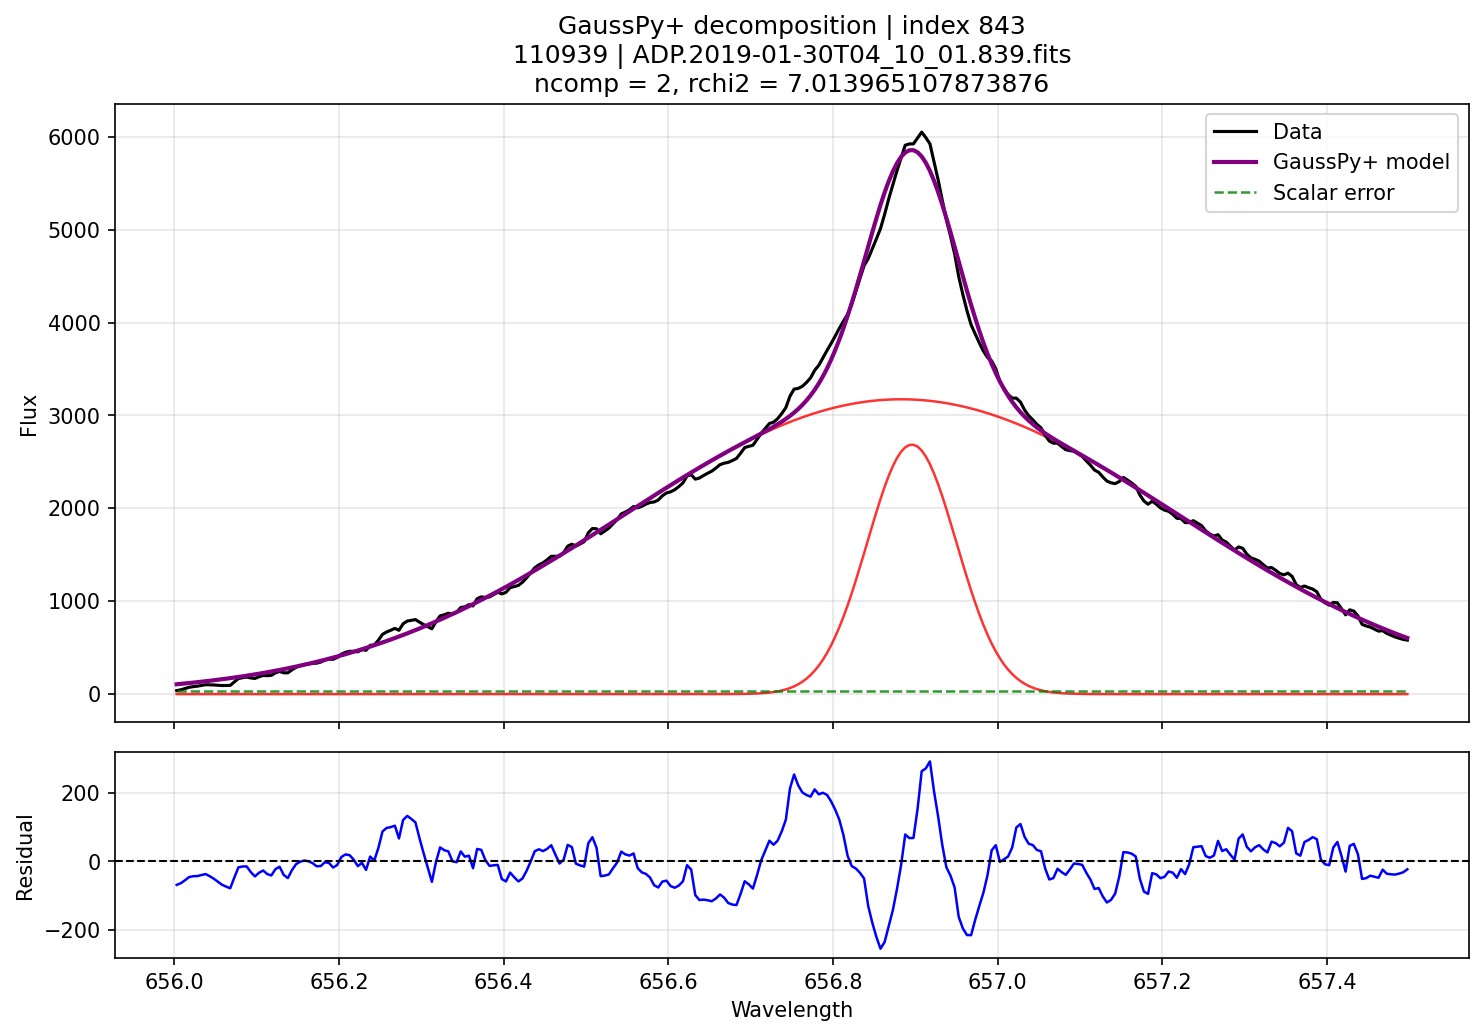 GaussPy+ decomposition | index 843
110939 | ADP.2019-01-30T04_10_01.839.fits
ncomp = 2, rchi2 = 7.013965107873876
Data
GaussPy+ model
Scalar error
Flux
6000
5000
4000
3000
2000
1000
0
Residual
200
0
−200
656.0
656.2
656.4
656.6
656.8
657.0
657.2
657.4
Wavelength